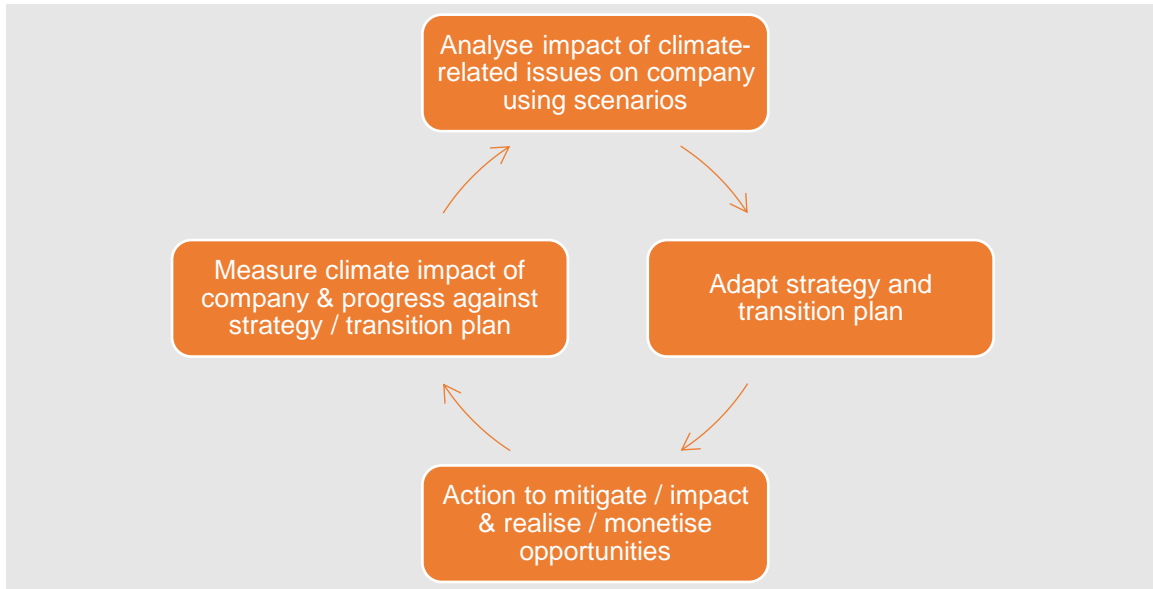 Analyse impact of climate-
related issues on company
using scenarios
Adapt strategy and
transition plan
Action to mitigate / impact
& realise / monetise
opportunities
Measure climate impact of
company & progress against
strategy / transition plan